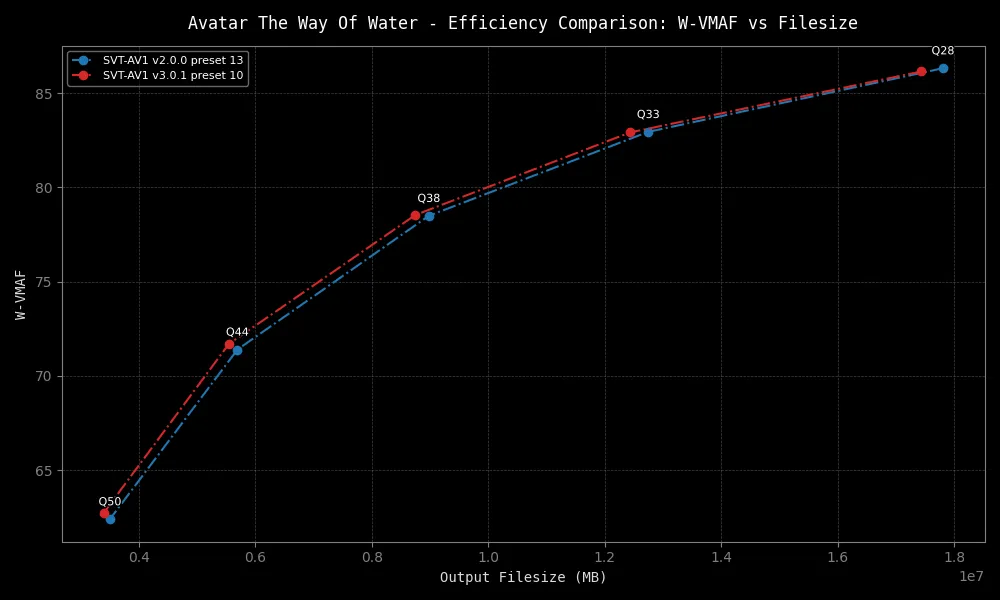 Avatar The Way Of Water - Efficiency Comparison: W-VMAF vs Filesize
SVT-AV1 v2.0.0 preset 13
SVT-AV1 v3.0.1 preset 10
Q28
Q33
Q38
Q44
Q50
85
80
75
70
65
W-VMAF
0.4
0.6
0.8
1.0
1.2
1.4
1.6
1.8
1e7
Output Filesize (MB)